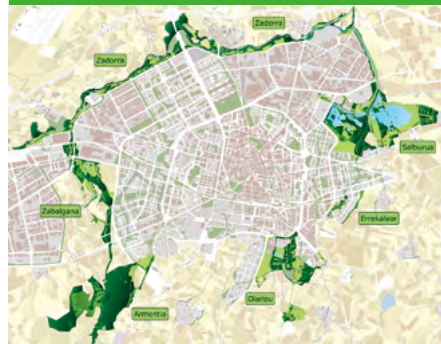 Zadorra
Zadorra
Salburua
Zabalgana
Errekaleor
Olarizu
Armentia